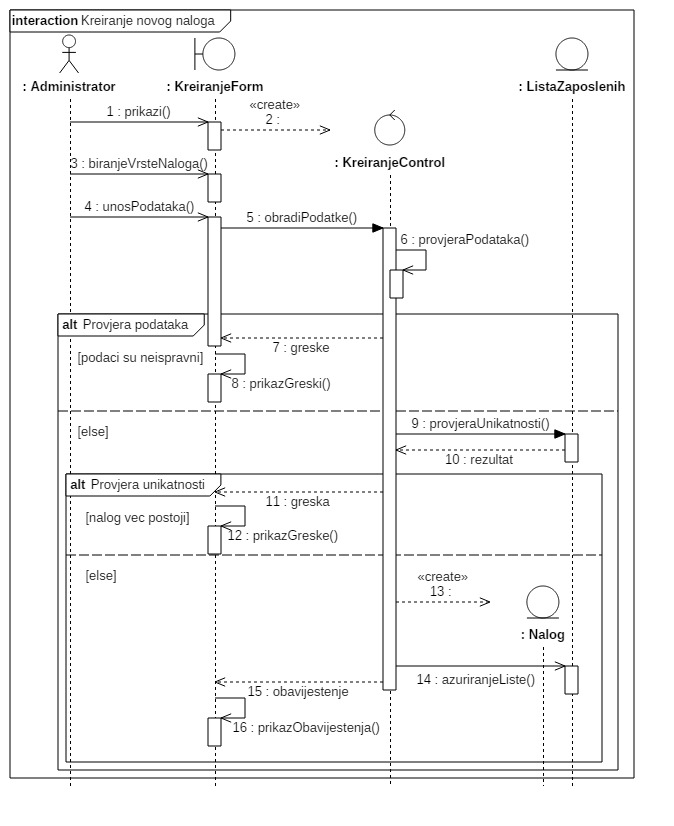 interaction Kreiranje novog naloga
: Administrator
: KreiranjeForm
: ListaZaposlenih
1 : prikazi()
«create»
2 :
: KreiranjeControl
3 : biranjeVrsteNaloga()
4 : unosPodataka()
5 : obradiPodatke()
6 : provjeraPodataka()
alt Provjera podataka
7 : greske
[podaci su neispravni]
8 : prikazGreski()
9 : provjeraUnikatnosti()
[else]
10 : rezultat
alt Provjera unikatnosti
11 : greska
[nalog vec postoji]
12 : prikazGreske()
[else]
«create»
13 :
: Nalog
14 : azuriranjeListe()
15 : obavijestenje
16 : prikazObavijestenja()